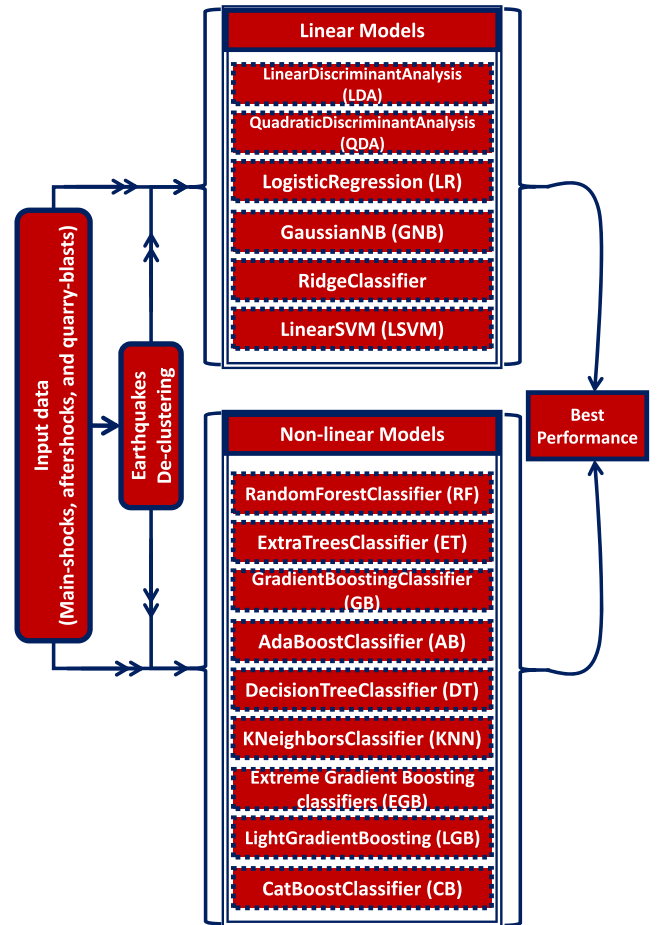 Input data
(Main-shocks, aftershocks, and quarry-blasts)
Earthquakes
De-clustering
Linear Models
LinearDiscriminantAnalysis
(LDA)
QuadraticDiscriminantAnalysis
(QDA)
LogisticRegression (LR)
GaussianNB (GNB)
RidgeClassifier
LinearSVM (LSVM)
Non-linear Models
RandomForestClassifier (RF)
ExtraTreesClassifier (ET)
GradientBoostingClassifier
(GB)
AdaBoostClassifier (AB)
DecisionTreeClassifier (DT)
KNeighborsClassifier (KNN)
Extreme Gradient Boosting
classifiers (EGB)
LightGradientBoosting (LGB)
CatBoostClassifier (CB)
Best
Performance